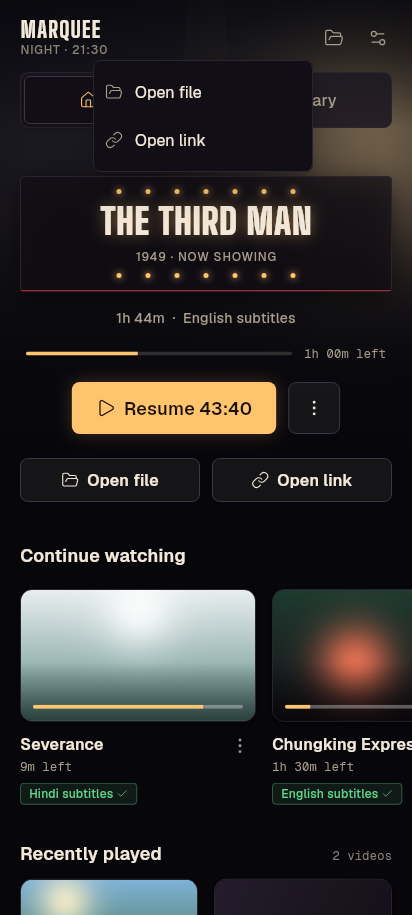 MARQUEE
NIGHT · 21:30
Open file
Open link
ary
THE THIRD MAN
1949 · NOW SHOWING
1h 44m · English subtitles
1h 00m left
Resume 43:40
Open file
Open link
Continue watching
Severance
9m left
Hindi subtitles ✓
Chungking Expres
1h 30m left
English subtitles ✓
Recently played
2 videos